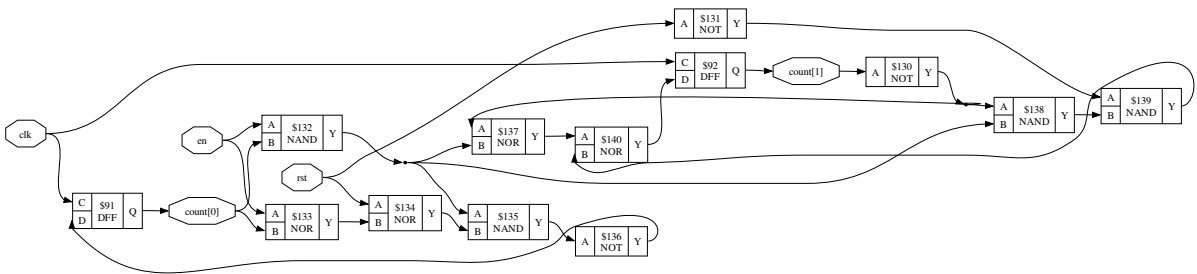 A $131 NOT Y
C D $92 DFF Q
count[1]
A $130 NOT Y
A B $139 NAND Y
A B $138 NAND Y
clk
en
A B $132 NAND Y
A B $137 NOR Y
A B $140 NOR Y
rst
C D $91 DFF Q
count[0]
A B $133 NOR Y
A B $134 NOR Y
A B $135 NAND Y
A $136 NOT Y